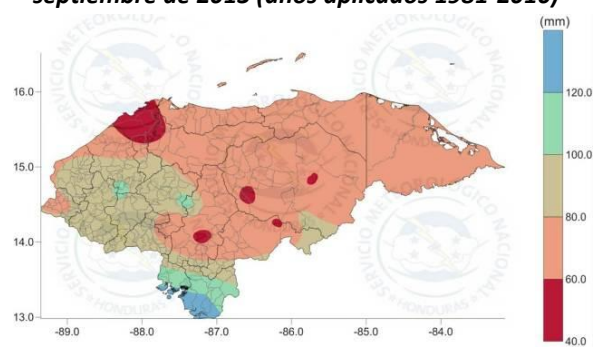 septiembre de 2013 (años aplicados 1981-2010)
(mm)
120.0
100.0
80.0
60.0
40.0
16.0
15.0
14.0
13.0
-89.0 -88.0 -87.0 -86.0 -85.0 -84.0
SERVICIO METEOROLOGICO NACIONAL
HONDURAS